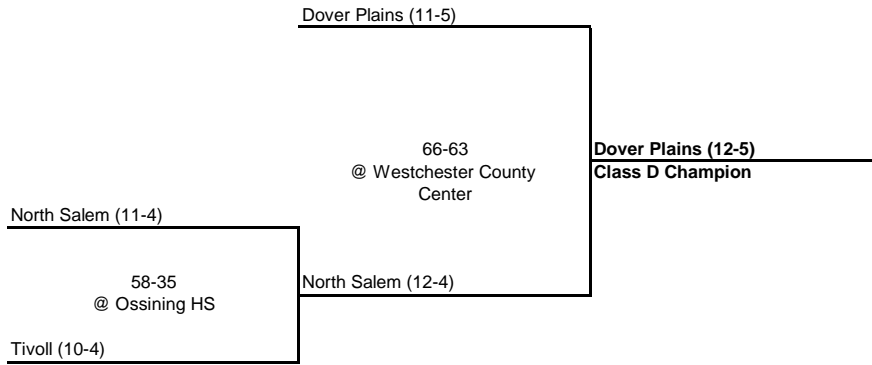 Dover Plains (11-5)
66-63
@ Westchester County
Center
Dover Plains (12-5)
Class D Champion
North Salem (11-4)
58-35
@ Ossining HS
North Salem (12-4)
Tivoll (10-4)